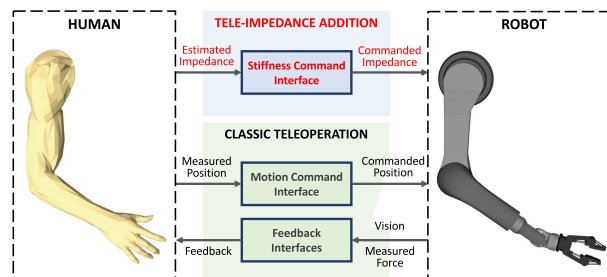 HUMAN
TELE-IMPEDANCE ADDITION
ROBOT
Estimated
Impedance
Stiffness Command
Interface
Commanded
Impedance
CLASSIC TELEOPERATION
Measured
Position
Motion Command
Interface
Commanded
Position
Feedback
Feedback
Interfaces
Vision
Measured
Force